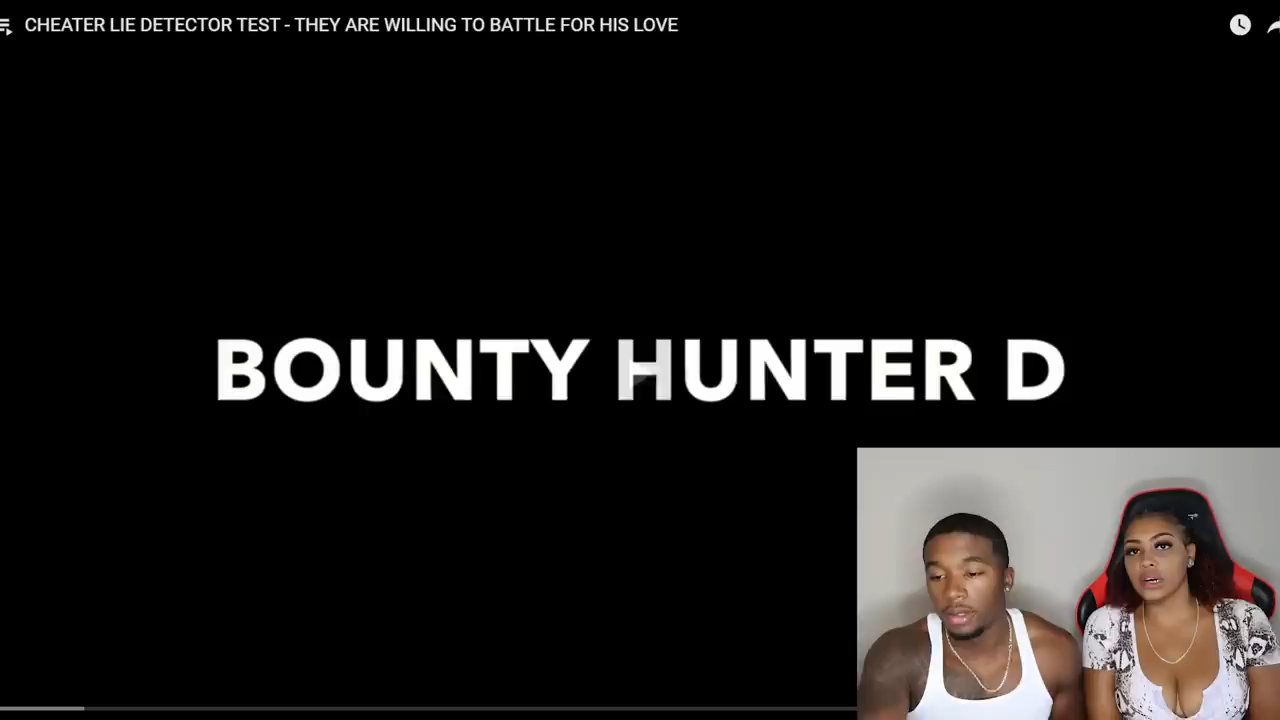 CHEATER LIE DETECTOR TEST - THEY ARE WILLING TO BATTLE FOR HIS LOVE
BOUNTY HUNTER D